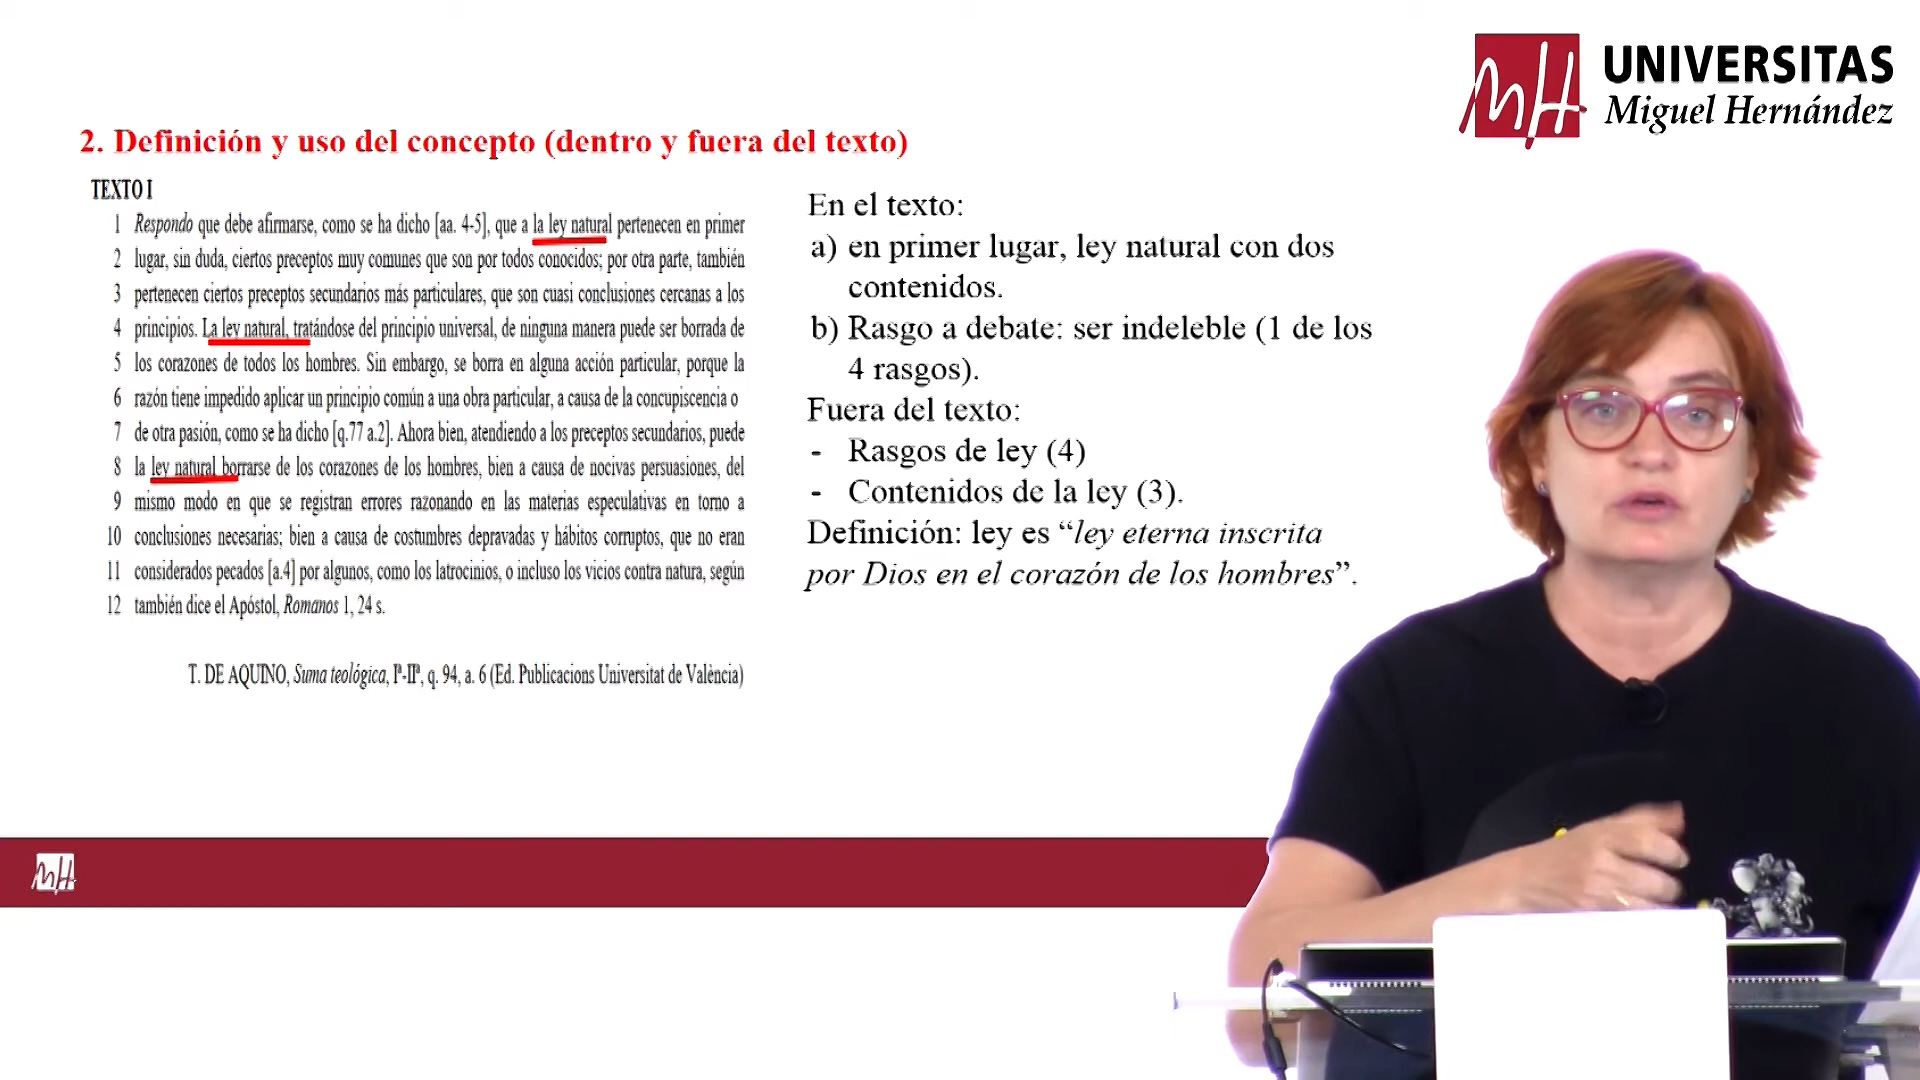 UNIVERSITAS
Miguel Hernández
2. Definición y uso del concepto (dentro y fuera del texto)
TEXTO I
1 Respondo que debe afirmarse, como se ha dicho [aa. 4-5], que a la ley natural pertenecen en primer
2 lugar, sin duda, ciertos preceptos muy comunes que son por todos conocidos; por otra parte, también
3 pertenecen ciertos preceptos secundarios más particulares, que son cuasi conclusiones cercanas a los
4 principios. La ley natural, tratándose del principio universal, de ninguna manera puede ser borrada de
5 los corazones de todos los hombres. Sin embargo, se borra en alguna acción particular, porque la
6 razón tiene impedido aplicar un principio común a una obra particular, a causa de la concupiscencia o
7 de otra pasión, como se ha dicho [q.77 a.2]. Ahora bien, atendiendo a los preceptos secundarios, puede
8 la ley natural borrarse de los corazones de los hombres, bien a causa de nocivas persuasiones, del
9 mismo modo en que se registran errores razonando en las materias especulativas en torno a
10 conclusiones necesarias; bien a causa de costumbres depravadas y hábitos corruptos, que no eran
11 considerados pecados [a.4] por algunos, como los latrocinios, o incluso los vicios contra natura, según
12 también dice el Apóstol, Romanos 1, 24 s.
T. DE AQUINO, Suma teológica, Iª-IIª, q. 94, a. 6 (Ed. Publicacions Universitat de València)
En el texto:
a) en primer lugar, ley natural con dos
contenidos.
b) Rasgo a debate: ser indeleble (1 de los
4 rasgos).
Fuera del texto:
- Rasgos de ley (4)
- Contenidos de la ley (3).
Definición: ley es “ley eterna inscrita
por Dios en el corazón de los hombres”.